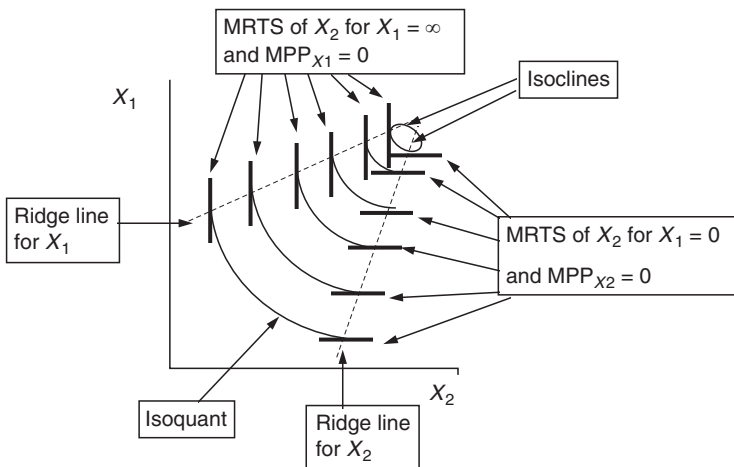 MRTS of X₂ for X₁ = ∞
and MPPₓ₁ = 0
X₁
Isoclines
Ridge line
for X₁
MRTS of X₂ for X₁ = 0
and MPPₓ₂ = 0
X₂
Isoquant
Ridge line
for X₂